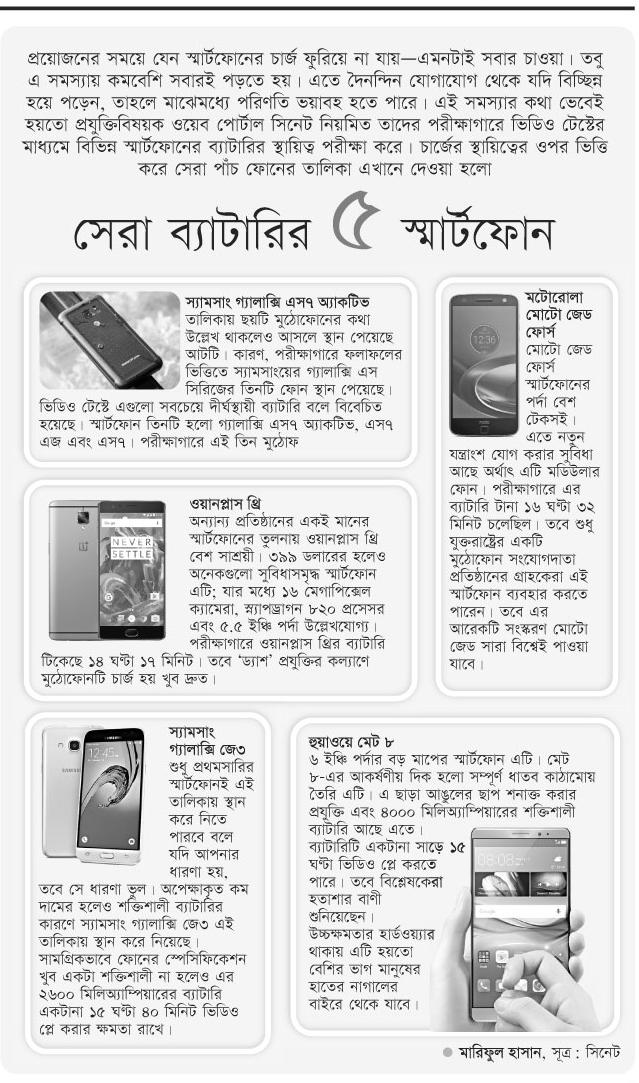 প্রয়োজনের সময়ে যেন স্মার্টফোনের চার্জ ফুরিয়ে না যায়—এমনটাই সবার চাওয়া। তবু
এ সমস্যায় কমবেশি সবারই পড়তে হয়। এতে দৈনন্দিন যোগাযোগ থেকে যদি বিচ্ছিন্ন
হয়ে পড়েন, তাহলে মাঝেমধ্যে পরিণতি ভয়াবহ হতে পারে। এই সমস্যার কথা ভেবেই
হয়তো প্রযুক্তিবিষয়ক ওয়েব পোর্টাল সিনেট নিয়মিত তাদের পরীক্ষাগারে ভিডিও টেস্টের
মাধ্যমে বিভিন্ন স্মার্টফোনের ব্যাটারির স্থায়িত্ব পরীক্ষা করে। চার্জের স্থায়িত্বের ওপর ভিত্তি
করে সেরা পাঁচ ফোনের তালিকা এখানে দেওয়া হলো
সেরা ব্যাটারির ৫ স্মার্টফোন
স্যামসাং গ্যালাক্সি এস৭ অ্যাকটিভ
তালিকায় ছয়টি মুঠোফোনের কথা
উল্লেখ থাকলেও আসলে স্থান পেয়েছে
আটটি। কারণ, পরীক্ষাগারে ফলাফলের
ভিত্তিতে স্যামসাংয়ের গ্যালাক্সি এস
সিরিজের তিনটি ফোন স্থান পেয়েছে।
ভিডিও টেস্টে এগুলো সবচেয়ে দীর্ঘস্থায়ী ব্যাটারি বলে বিবেচিত
হয়েছে। স্মার্টফোন তিনটি হলো গ্যালাক্সি এস৭ অ্যাকটিভ, এস৭
এজ এবং এস৭। পরীক্ষাগারে এই তিন মুঠোফ
মটোরোলা
মোটো জেড
ফোর্স
মোটো জেড
ফোর্স
স্মার্টফোনের
পর্দা বেশ
টেকসই।
এতে নতুন
যন্ত্রাংশ যোগ করার সুবিধা
আছে অর্থাৎ এটি মডিউলার
ফোন। পরীক্ষাগারে এর
ব্যাটারি টানা ১৬ ঘণ্টা ৩২
মিনিট চলেছিল। তবে শুধু
যুক্তরাষ্ট্রের একটি
মুঠোফোন সংযোগদাতা
প্রতিষ্ঠানের গ্রাহকেরা এই
স্মার্টফোন ব্যবহার করতে
পারেন। তবে এর
আরেকটি সংস্করণ মোটো
জেড সারা বিশ্বেই পাওয়া
যাবে।
12:36
ওয়ানপ্লাস থ্রি
অন্যান্য প্রতিষ্ঠানের একই মানের
স্মার্টফোনের তুলনায় ওয়ানপ্লাস থ্রি
বেশ সাশ্রয়ী। ৩৯৯ ডলারের হলেও
অনেকগুলো সুবিধাসমৃদ্ধ স্মার্টফোন
এটি; যার মধ্যে ১৬ মেগাপিক্সেল
ক্যামেরা, স্ন্যাপড্রাগন ৮২০ প্রসেসর
এবং ৫.৫ ইঞ্চি পর্দা উল্লেখযোগ্য।
পরীক্ষাগারে ওয়ানপ্লাস থ্রির ব্যাটারি
টিকেছে ১৪ ঘণ্টা ১৭ মিনিট। তবে ‘ড্যাশ’ প্রযুক্তির কল্যাণে
মুঠোফোনটি চার্জ হয় খুব দ্রুত।
NEVER
SETTLE
স্যামসাং
গ্যালাক্সি জে৩
শুধু প্রথমসারির
স্মার্টফোনই এই
তালিকায় স্থান
করে নিতে
পারবে বলে
যদি আপনার
ধারণা হয়,
তবে সে ধারণা ভুল। অপেক্ষাকৃত কম
দামের হলেও শক্তিশালী ব্যাটারির
কারণে স্যামসাং গ্যালাক্সি জে৩ এই
তালিকায় স্থান করে নিয়েছে।
সামগ্রিকভাবে ফোনের স্পেসিফিকেশন
খুব একটা শক্তিশালী না হলেও এর
২৬০০ মিলিঅ্যাম্পিয়ারের ব্যাটারি
একটানা ১৫ ঘণ্টা ৪০ মিনিট ভিডিও
প্লে করার ক্ষমতা রাখে।
SAMSUNG
12:45
হুয়াওয়ে মেট ৮
৬ ইঞ্চি পর্দার বড় মাপের স্মার্টফোন এটি। মেট
৮-এর আকর্ষণীয় দিক হলো সম্পূর্ণ ধাতব কাঠামোয়
তৈরি এটি। এ ছাড়া আঙুলের ছাপ শনাক্ত করার
প্রযুক্তি এবং ৪০০০ মিলিঅ্যাম্পিয়ারের শক্তিশালী
ব্যাটারি আছে এতে।
ব্যাটারিটি একটানা সাড়ে ১৫
ঘণ্টা ভিডিও প্লে করতে
পারে। তবে বিশ্লেষকেরা
হতাশার বাণী
শুনিয়েছেন।
উচ্চক্ষমতার হার্ডওয়্যার
থাকায় এটি হয়তো
বেশির ভাগ মানুষের
হাতের নাগালের
বাইরে থেকে যাবে।
08:08
Google
মারিফুল হাসান, সূত্র : সিনেট